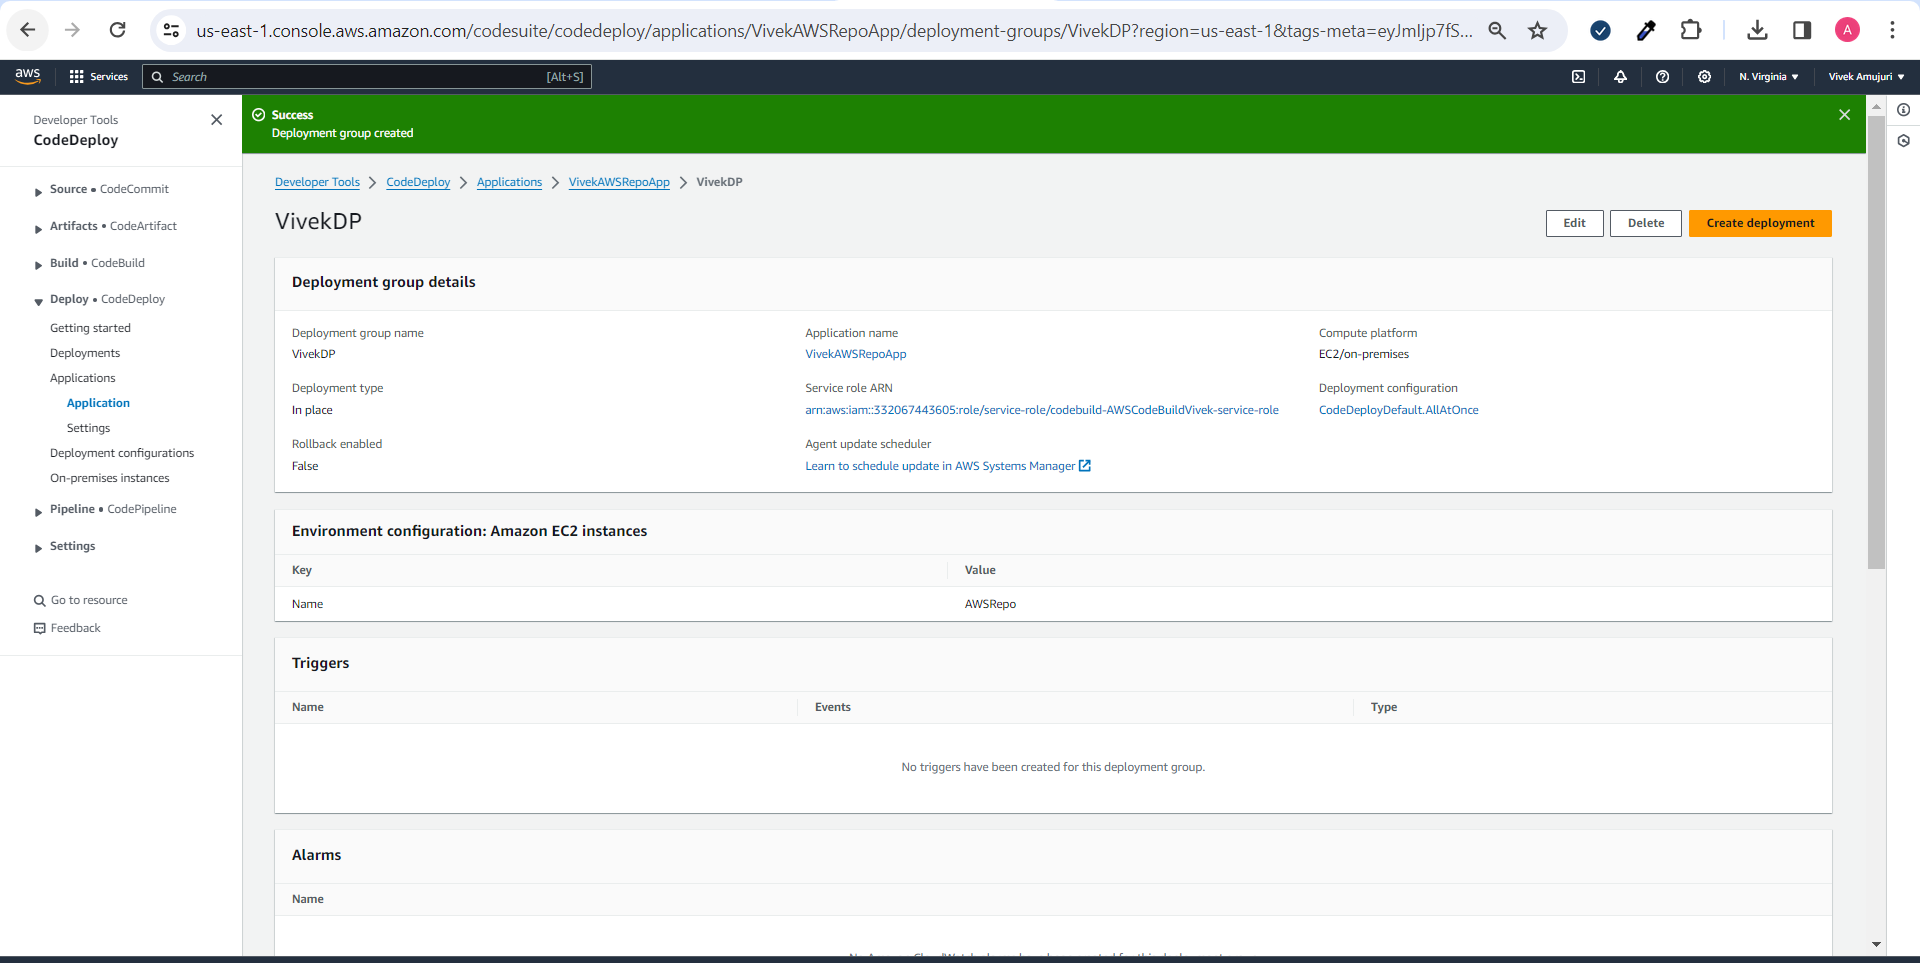 us-east-1.console.aws.amazon.com/codesuite/codedeploy/applications/VivekAWSRepoApp/deployment-groups/VivekDP?region=us-east-1&tags-meta=eyJmIjp7fS...
A
aws
Services
Search
[Alt+S]
N. Virginia
Vivek Amujuri
Developer Tools
CodeDeploy
Source • CodeCommit
Artifacts • CodeArtifact
Build • CodeBuild
Deploy • CodeDeploy
Getting started
Deployments
Applications
Application
Settings
Deployment configurations
On-premises instances
Pipeline • CodePipeline
Settings
Go to resource
Feedback
Success
Deployment group created
Developer Tools > CodeDeploy > Applications > VivekAWSRepoApp > VivekDP
VivekDP
Edit
Delete
Create deployment
Deployment group details
Deployment group name
VivekDP
Application name
VivekAWSRepoApp
Compute platform
EC2/on-premises
Deployment type
In place
Service role ARN
arn:aws:iam::332067443605:role/service-role/codebuild-AWSCodeBuildVivek-service-role
Deployment configuration
CodeDeployDefault.AllAtOnce
Rollback enabled
False
Agent update scheduler
Learn to schedule update in AWS Systems Manager
Environment configuration: Amazon EC2 instances
Key
Value
Name
AWSRepo
Triggers
Name
Events
Type
No triggers have been created for this deployment group.
Alarms
Name